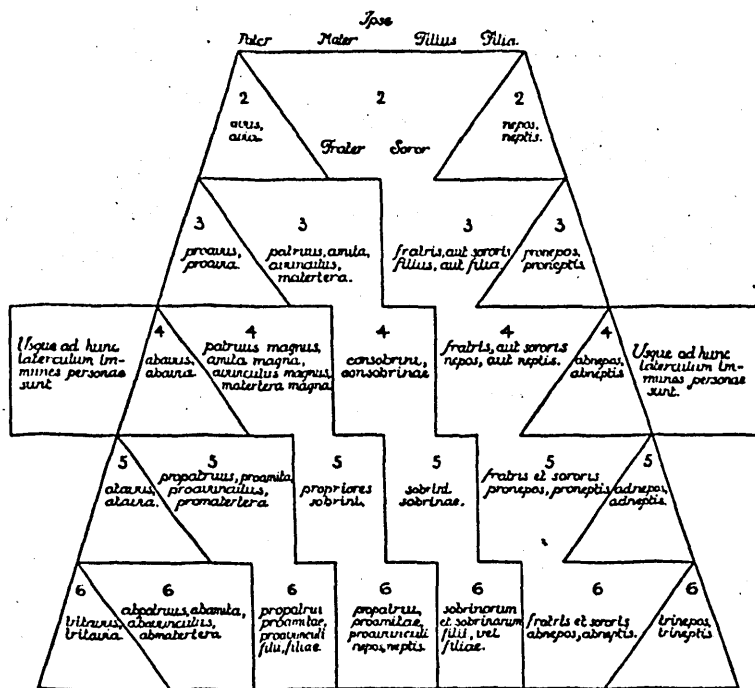 Ipse
Pater Mater Filius Filia.
2 2 2
avus, avia.
Frater Soror
nepos, neptis.
3 3 3 3
proavus, proavia.
patruus, amita, avunculus, matertera.
fratris, aut sororis filius, aut filia.
pronepos, proneptis
Usque ad hunc laterculum immunes personae sunt
4 4 4 4 4
abavus, abavia.
patruus magnus, amita magna, avunculus magnus, matertera magna.
consobrini, consobrinae
fratris, aut sororis nepos, aut neptis.
abnepos, abneptis
Usque ad hunc laterculum immunes personae sunt.
5 5 5 5 5 5
atavus, atavia.
propatruus, proamita, proavunculus, promatertera
propriores sobrini.
sobrini. sobrinae.
fratris et sororis pronepos, proneptis
adnepos, adneptis.
6 6 6 6 6 6 6
tritavus, tritavia.
abpatruus, abamita, abavunculus, abmatertera
propatrui proamitae, proavunculi filii, filiae.
propatrui, proamitae, proavunculi nepos, neptis.
sobrinorum et sobrinarum filii, vel filiae.
fratris et sororis abnepos, abneptis.
trinepos, trineptis